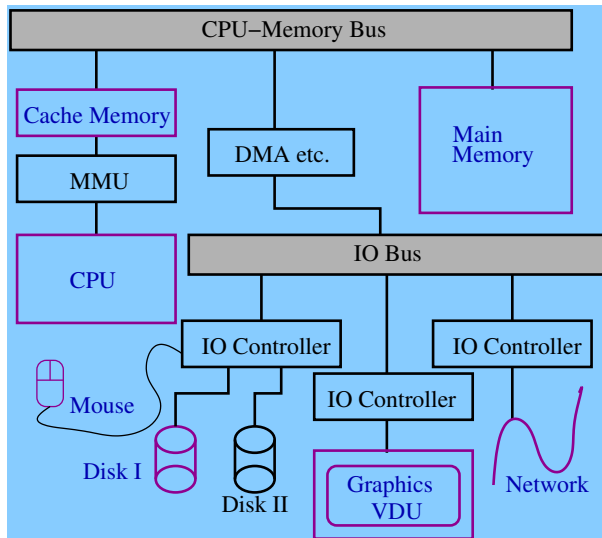 CPU–Memory Bus
Cache Memory
MMU
CPU
DMA etc.
Main
Memory
IO Bus
IO Controller
IO Controller
IO Controller
Mouse
Disk I
Disk II
Graphics
VDU
Network